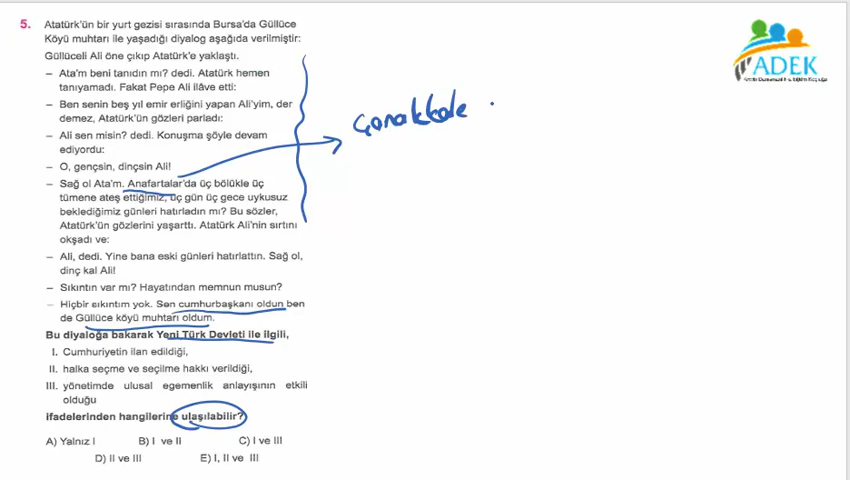 5. Atatürk'ün bir yurt gezisi sırasında Bursa'da Güllüce
Köyü muhtarı ile yaşadığı diyalog aşağıda verilmiştir:
Güllüceli Ali öne çıkıp Atatürk'e yaklaştı.
– Ata'm beni tanıdın mı? dedi. Atatürk hemen
tanıyamadı. Fakat Pepe Ali ilâve etti:
– Ben senin beş yıl emir erliğini yapan Ali'yim, der
demez, Atatürk'ün gözleri parladı:
– Ali sen misin? dedi. Konuşma şöyle devam
ediyordu:
– O, gençsin, dinçsin Ali!
– Sağ ol Ata'm. Anafartalar'da üç bölükle üç
tümene ateş ettiğimiz, üç gün üç gece uykusuz
beklediğimiz günleri hatırladın mı? Bu sözler,
Atatürk'ün gözlerini yaşarttı. Atatürk Ali'nin sırtını
okşadı ve:
– Ali, dedi. Yine bana eski günleri hatırlattın. Sağ ol,
dinç kal Ali!
– Sıkıntın var mı? Hayatından memnun musun?
– Hiçbir sıkıntım yok. Sen cumhurbaşkanı oldun ben
de Güllüce köyü muhtarı oldum.
Bu diyaloğa bakarak Yeni Türk Devleti ile ilgili,
I. Cumhuriyetin ilan edildiği,
II. halka seçme ve seçilme hakkı verildiği,
III. yönetimde ulusal egemenlik anlayışının etkili
olduğu
ifadelerinden hangilerine ulaşılabilir?
A) Yalnız I B) I ve II C) I ve III
D) II ve III E) I, II ve III
Çanakkale
ADEK